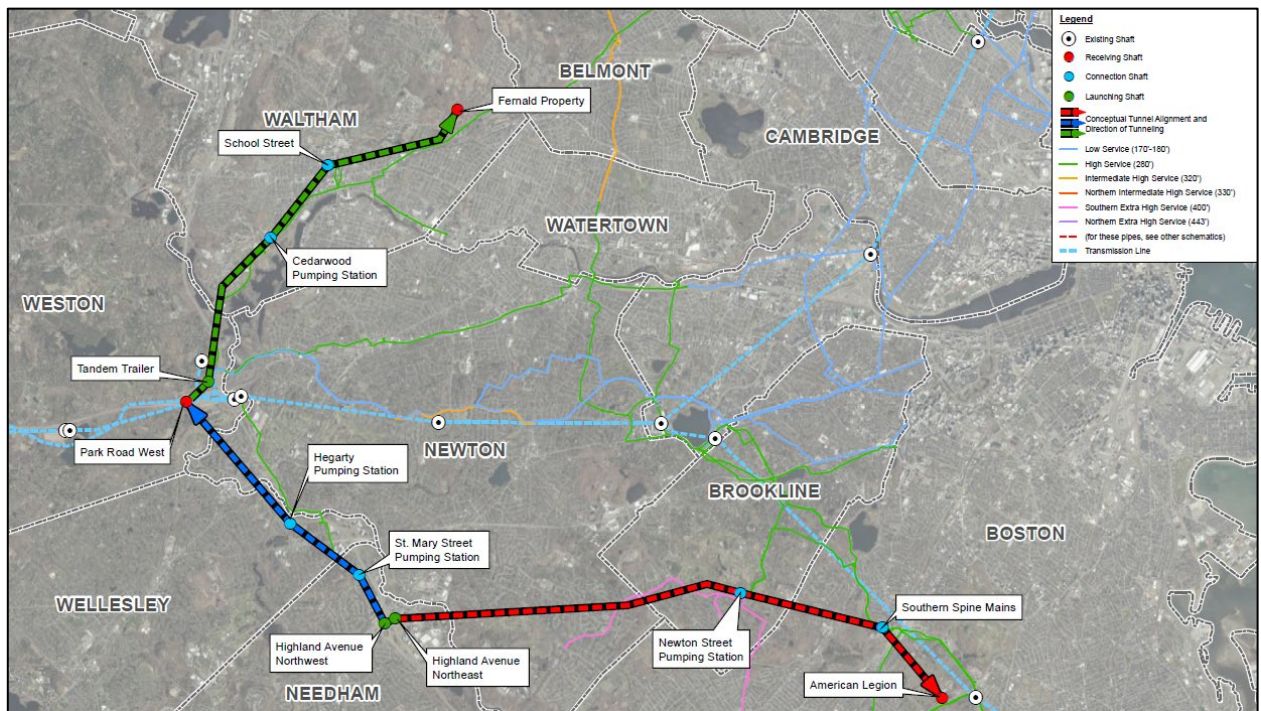 BELMONT
WALTHAM
Fernald Property
School Street
CAMBRIDGE
WATERTOWN
Cedarwood
Pumping Station
WESTON
Tandem Trailer
Park Road West
NEWTON
Hegarty
Pumping Station
BROOKLINE
BOSTON
St. Mary Street
Pumping Station
WELLESLEY
Southern Spine Mains
Highland Avenue
Northwest
Highland Avenue
Northeast
Newton Street
Pumping Station
NEEDHAM
American Legion
Legend
Existing Shaft
Receiving Shaft
Connection Shaft
Launching Shaft
Conceptual Tunnel Alignment and
Direction of Tunneling
Low Service (170'-180')
High Service (280')
Intermediate High Service (320')
Northern Intermediate High Service (330')
Southern Extra High Service (400')
Northern Extra High Service (443')
(for these pipes, see other schematics)
Transmission Line